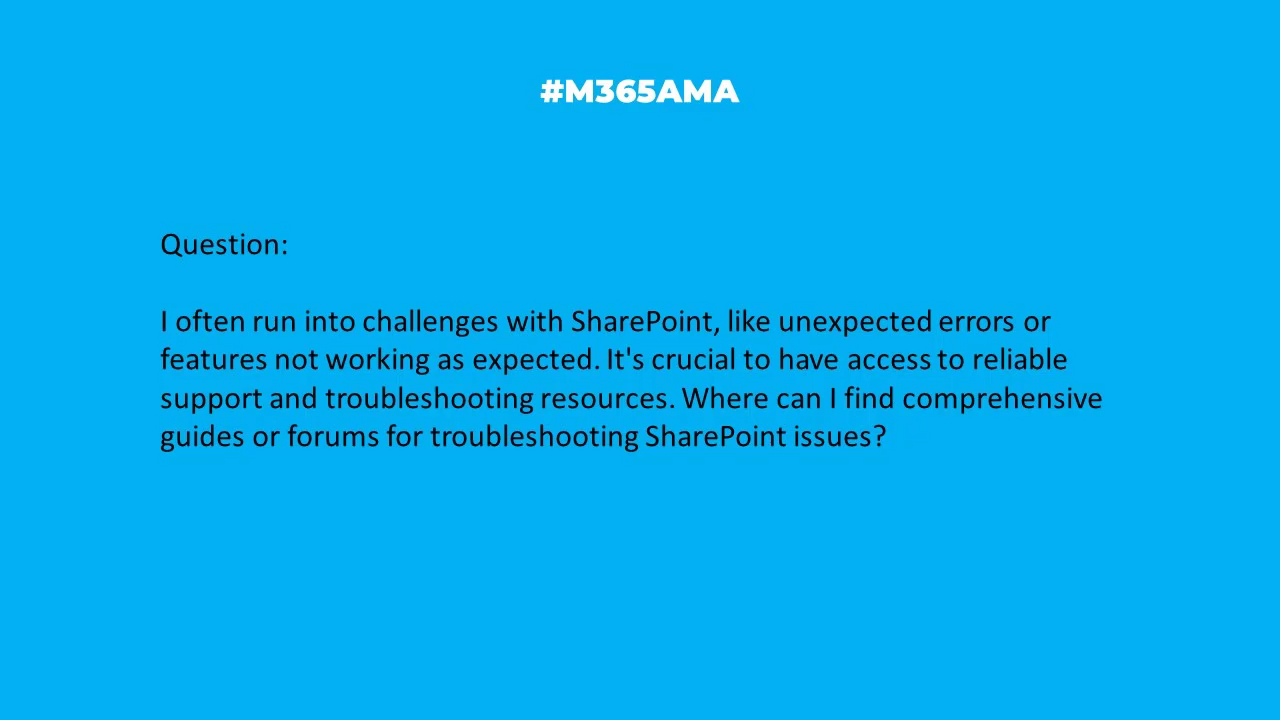 #M365AMA
Question:
I often run into challenges with SharePoint, like unexpected errors or
features not working as expected. It's crucial to have access to reliable
support and troubleshooting resources. Where can I find comprehensive
guides or forums for troubleshooting SharePoint issues?